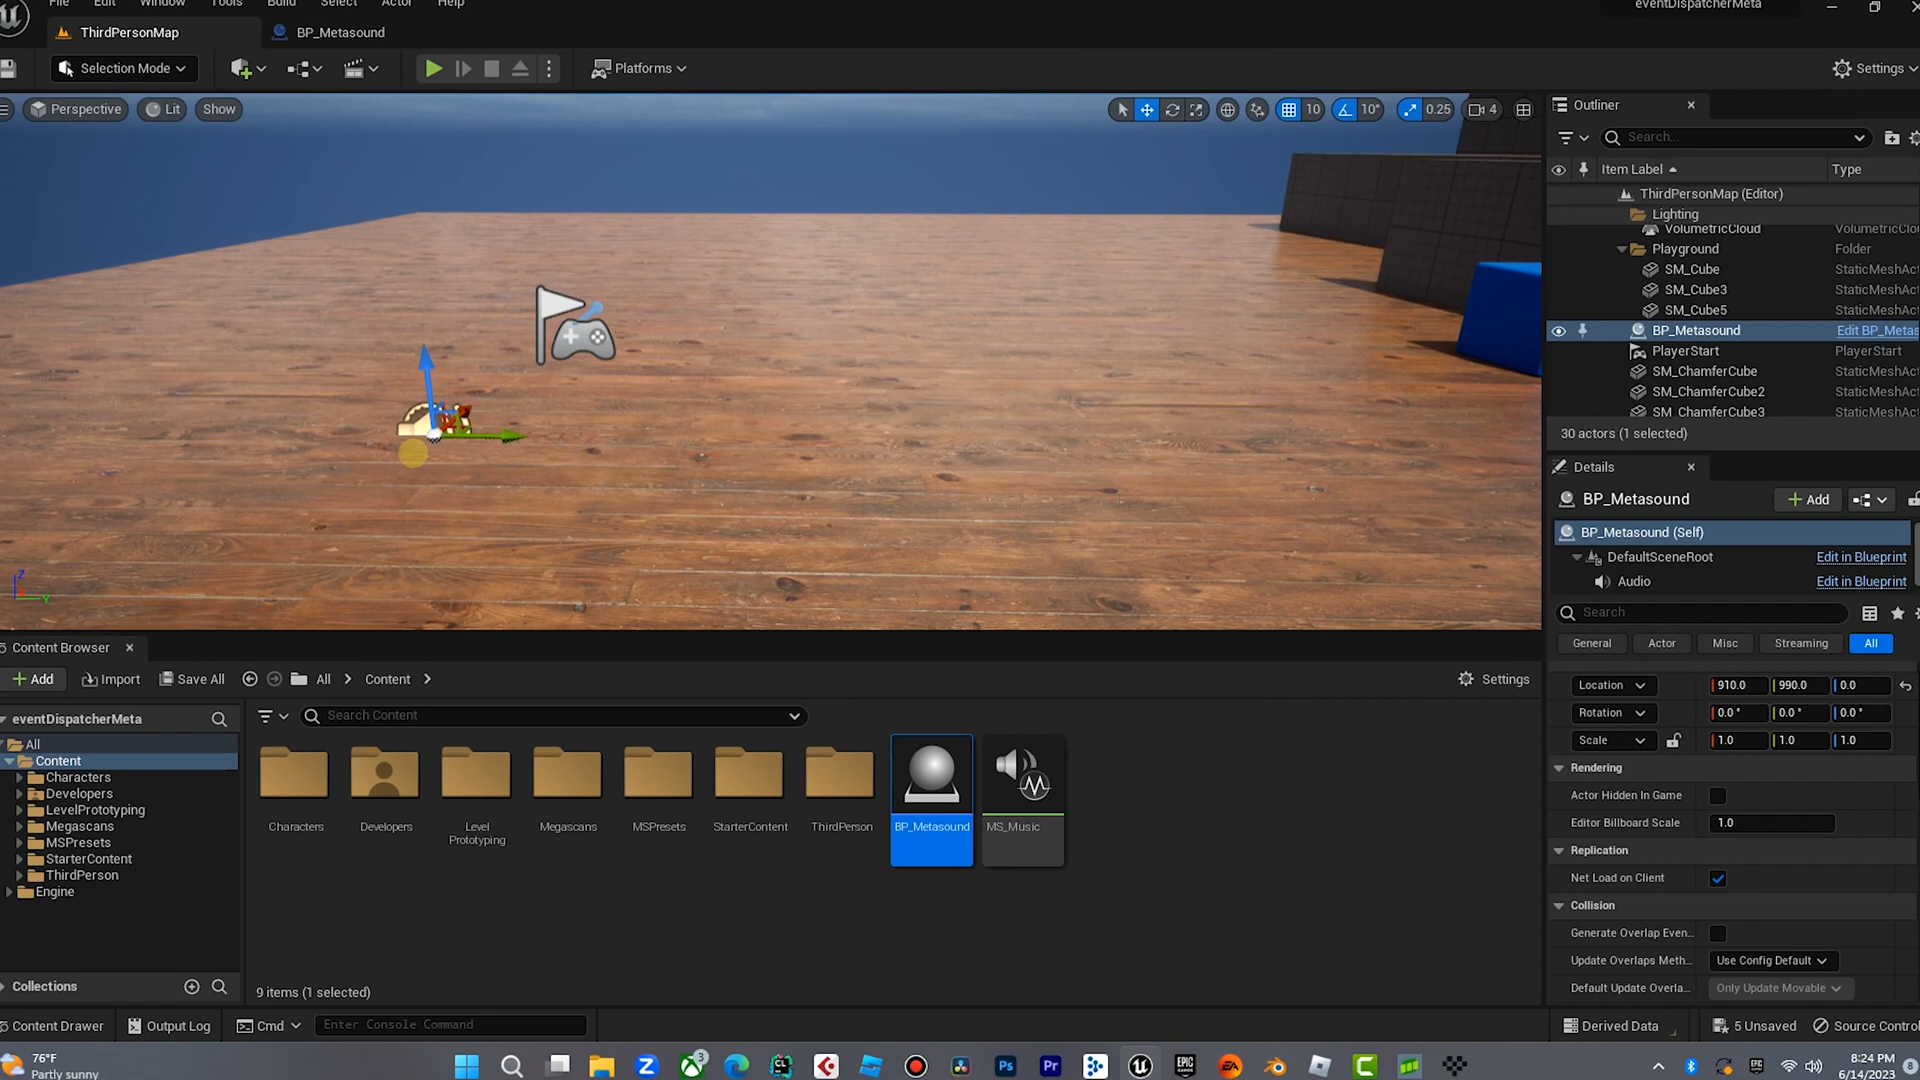 File Edit Window Tools Build Select Actor Help eventDispatcherMeta
ThirdPersonMap BP_Metasound
Selection Mode Platforms Settings
Perspective Lit Show 10 10° 0.25 4
Outliner
Search...
Item Label Type
ThirdPersonMap (Editor)
Lighting
VolumetricCloud VolumetricClo
Playground Folder
SM_Cube StaticMeshAct
SM_Cube3 StaticMeshAct
SM_Cube5 StaticMeshAct
BP_Metasound Edit BP_Metas
PlayerStart PlayerStart
SM_ChamferCube StaticMeshAct
SM_ChamferCube2 StaticMeshAct
SM_ChamferCube3 StaticMeshAct
30 actors (1 selected)
Details
BP_Metasound Add
BP_Metasound (Self)
DefaultSceneRoot Edit in Blueprint
Audio Edit in Blueprint
Search
General Actor Misc Streaming All
Location 910.0 990.0 0.0
Rotation 0.0° 0.0° 0.0°
Scale 1.0 1.0 1.0
Rendering
Actor Hidden In Game
Editor Billboard Scale 1.0
Replication
Net Load on Client
Collision
Generate Overlap Even...
Update Overlaps Meth... Use Config Default
Default Update Overla... Only Update Movable
Z
Y
Content Browser
Add Import Save All All Content Settings
eventDispatcherMeta
Search Content
All
Content
Characters
Developers
LevelPrototyping
Megascans
MSPresets
StarterContent
ThirdPerson
Engine
Collections
Characters Developers Level Prototyping Megascans MSPresets StarterContent ThirdPerson BP_Metasound MS_Music
9 items (1 selected)
Content Drawer Output Log Cmd Enter Console Command Derived Data 5 Unsaved Source Control
76°F
Partly sunny
3
8:24 PM
6/14/2023
8